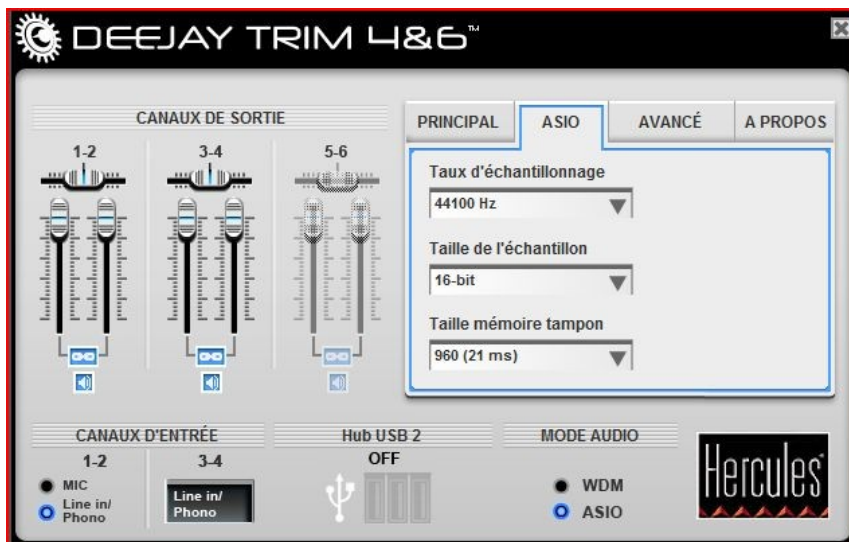 DEEJAY TRIM 4&6™
CANAUX DE SORTIE
1-2 3-4 5-6
PRINCIPAL ASIO AVANCÉ A PROPOS
Taux d'échantillonnage
44100 Hz
Taille de l'échantillon
16-bit
Taille mémoire tampon
960 (21 ms)
CANAUX D'ENTRÉE
1-2 3-4
MIC
Line in/
Phono
Line in/
Phono
Hub USB 2
OFF
MODE AUDIO
WDM
ASIO
Hercules